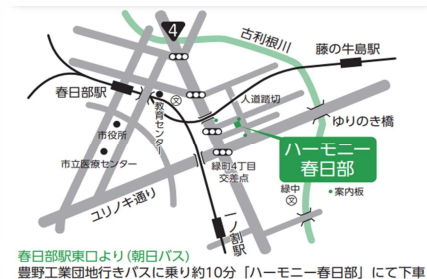 4
古利根川
藤の牛島駅
春日部駅
教育センター
文
人道踏切
ゆりのき橋
市役所
市立医療センター
緑町4丁目
交差点
ハーモニー
春日部
緑中
文
案内板
ユリノキ通り
一ノ割駅
春日部駅東口より(朝日バス)
豊野工業団地行きバスに乗り約10分「ハーモニー春日部」にて下車